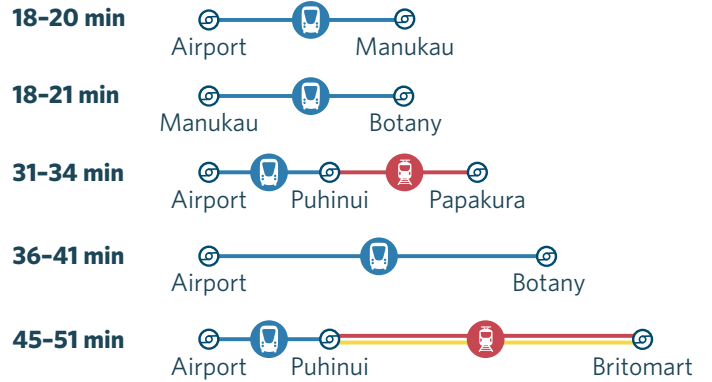 18–20 min
Airport Manukau
18–21 min
Manukau Botany
31–34 min
Airport Puhinui Papakura
36–41 min
Airport Botany
45–51 min
Airport Puhinui Britomart